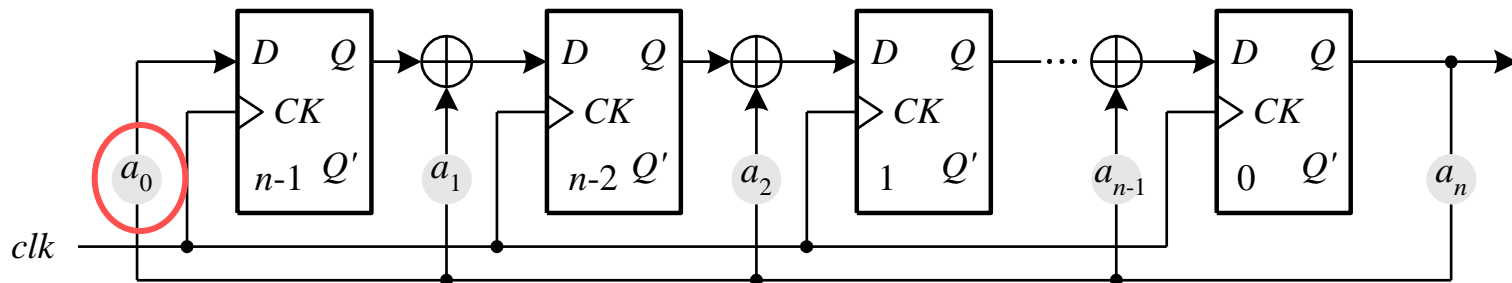 D Q D Q D Q ... D Q
CK CK CK CK
a0 n-1 Q' a1 n-2 Q' a2 1 Q' an-1 0 Q' an
clk